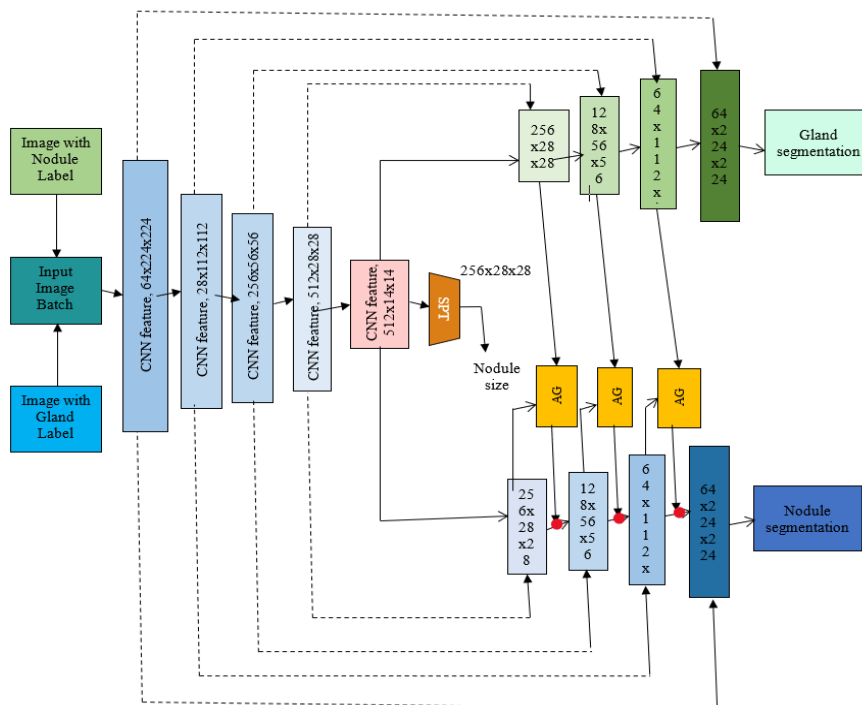 Image with
Nodule
Label
Input
Image
Batch
Image with
Gland
Label
CNN feature, 64x224x224
CNN feature, 28x112x112
CNN feature, 256x56x56
CNN feature, 512x28x28
CNN feature,
512x14x14
SPT
256x28x28
Nodule
size
256
x28
x28
12
8x
56
x5
6
6
4
x
1
1
2
x
64
x2
24
x2
24
Gland
segmentation
AG
AG
AG
25
6x
28
x2
8
12
8x
56
x5
6
6
4
x
1
1
2
x
64
x2
24
x2
24
Nodule
segmentation